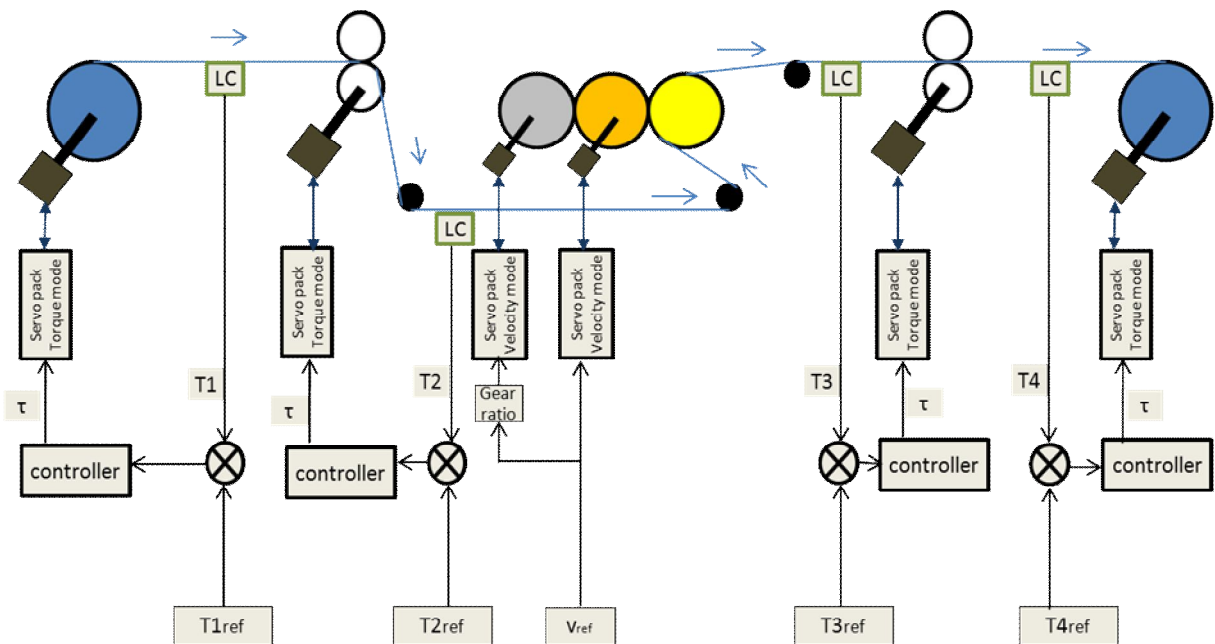 LC
LC
LC
LC
LC
Servo pack
Torque mode
Servo pack
Torque mode
Servo pack
Velocity mode
Servo pack
Velocity mode
Servo pack
Torque mode
Servo pack
Torque mode
T1
T2
T3
T4
Gear
ratio
τ
τ
τ
τ
controller
controller
controller
controller
T1ref
T2ref
vref
T3ref
T4ref